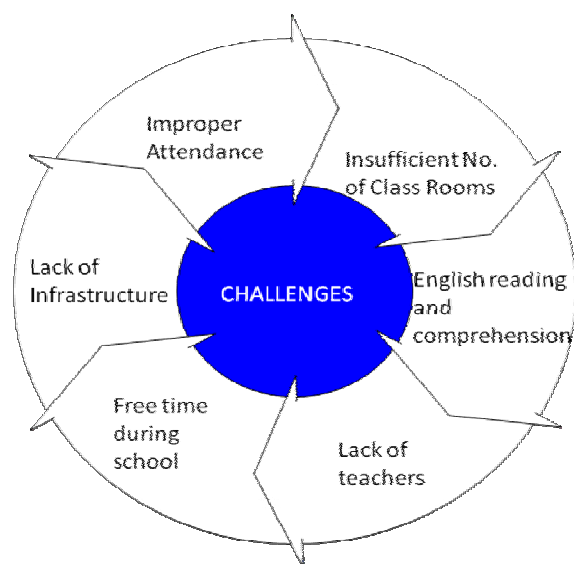 Improper
Attendance
Insufficient No.
of Class Rooms
Lack of
Infrastructure
CHALLENGES
English reading
and
comprehension
Free time
during
school
Lack of
teachers